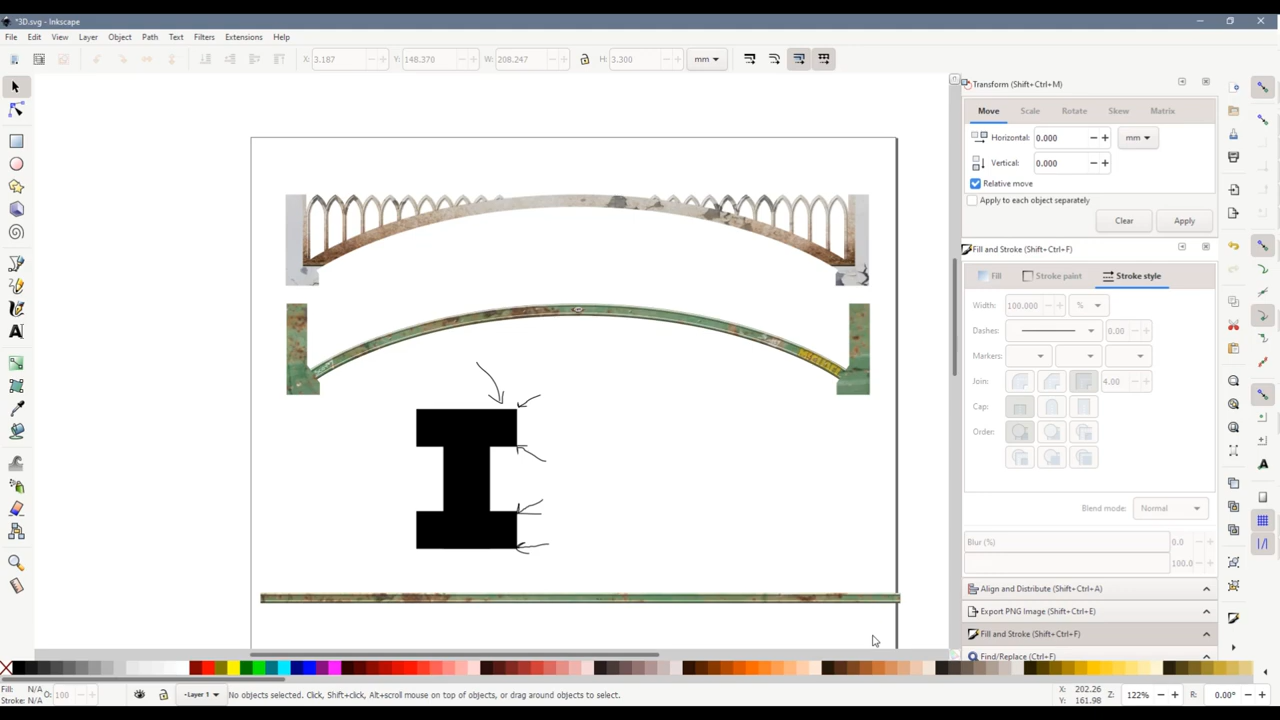 *3D.svg - Inkscape
File Edit View Layer Object Path Text Filters Extensions Help
X: 3.187 Y: 148.370 W: 208.247 H: 3.300 mm
Transform (Shift+Ctrl+M)
Move Scale Rotate Skew Matrix
Horizontal: 0.000 mm
Vertical: 0.000
Relative move
Apply to each object separately
Clear Apply
Fill and Stroke (Shift+Ctrl+F)
Fill Stroke paint Stroke style
Width: 100.000 %
Dashes: 0.00
Markers:
Join: 4.00
Cap:
Order:
Blend mode: Normal
Blur (%) 0.0
100.0
Align and Distribute (Shift+Ctrl+A)
Export PNG Image (Shift+Ctrl+E)
Fill and Stroke (Shift+Ctrl+F)
Find/Replace (Ctrl+F)
Fill: N/A O: 100 -Layer 1 No objects selected. Click, Shift+click, Alt+scroll mouse on top of objects, or drag around objects to select. X: 202.26 Z: 122% R: 0.00°
Stroke: N/A Y: 161.98